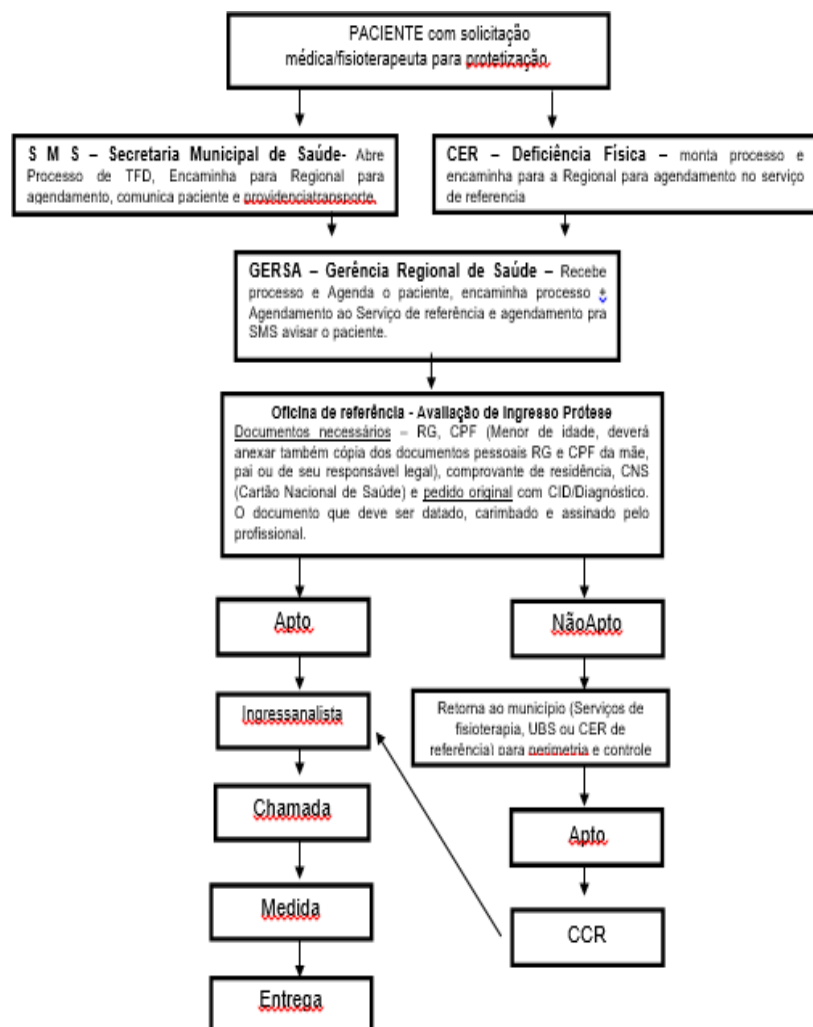 PACIENTE com solicitação
médica/fisioterapeuta para protetização
S M S – Secretaria Municipal de Saúde- Abre
Processo de TFD, Encaminha para Regional para
agendamento, comunica paciente e providenciatransporte.
CER – Deficiência Física – monta processo e
encaminha para a Regional para agendamento no serviço
de referencia
GERSA – Gerência Regional de Saúde – Recebe
processo e Agenda o paciente, encaminha processo +
Agendamento ao Serviço de referência e agendamento pra
SMS avisar o paciente.
Oficina de referência - Avaliação de Ingresso Prótese
Documentos necessários – RG, CPF (Menor de idade, deverá
anexar também cópia dos documentos pessoais RG e CPF da mãe,
pai ou de seu responsável legal), comprovante de residência, CNS
(Cartão Nacional de Saúde) e pedido original com CID/Diagnóstico.
O documento que deve ser datado, carimbado e assinado pelo
profissional.
Apto
NãoApto
Ingressanalista
Retorna ao município (Serviços de
fisioterapia, UBS ou CER de
referência) para perimetria e controle
Chamada
Apto
Medida
CCR
Entrega